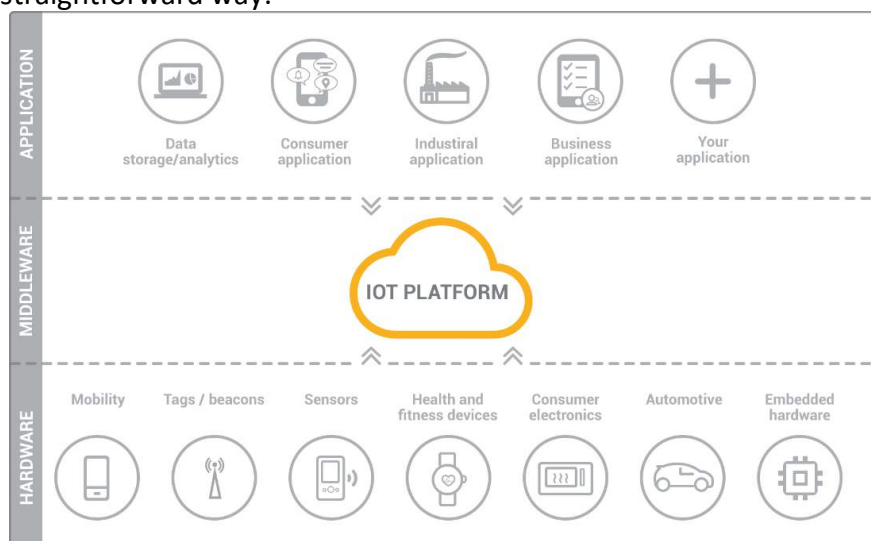 straightforward way.
APPLICATION
Data
storage/analytics
Consumer
application
Industiral
application
Business
application
Your
application
MIDDLEWARE
IOT PLATFORM
HARDWARE
Mobility
Tags / beacons
Sensors
Health and
fitness devices
Consumer
electronics
Automotive
Embedded
hardware